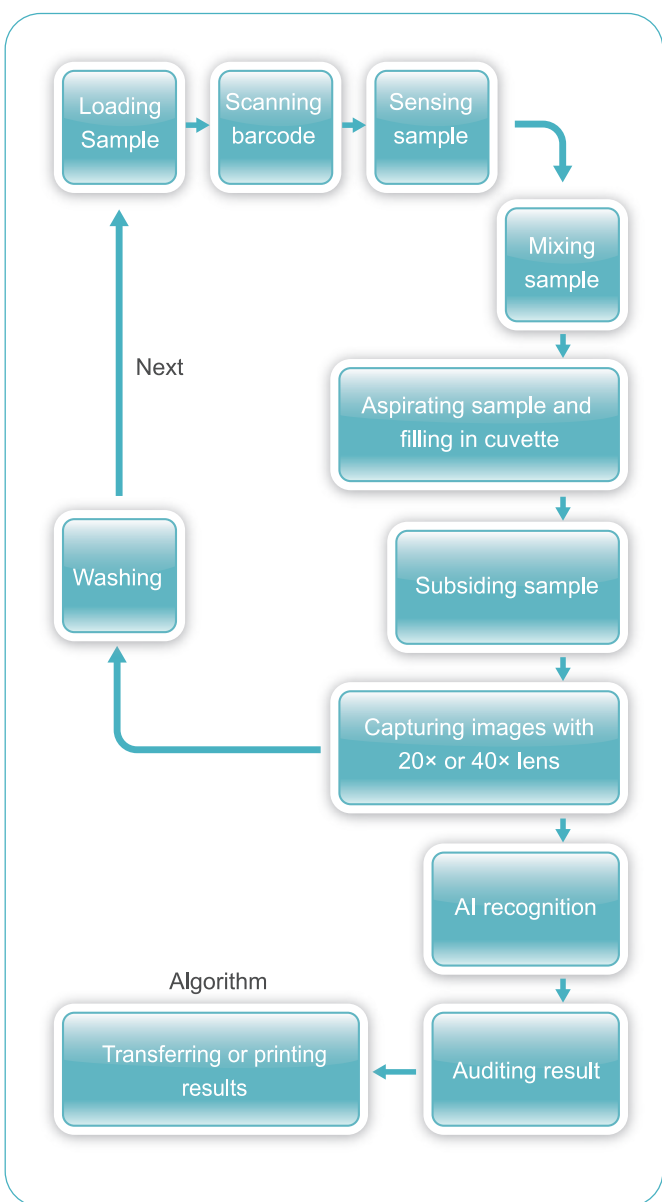 Loading
Sample
Scanning
barcode
Sensing
sample
Mixing
sample
Next
Aspirating sample and
filling in cuvette
Washing
Subsiding sample
Capturing images with
20× or 40× lens
AI recognition
Algorithm
Transferring or printing
results
Auditing result